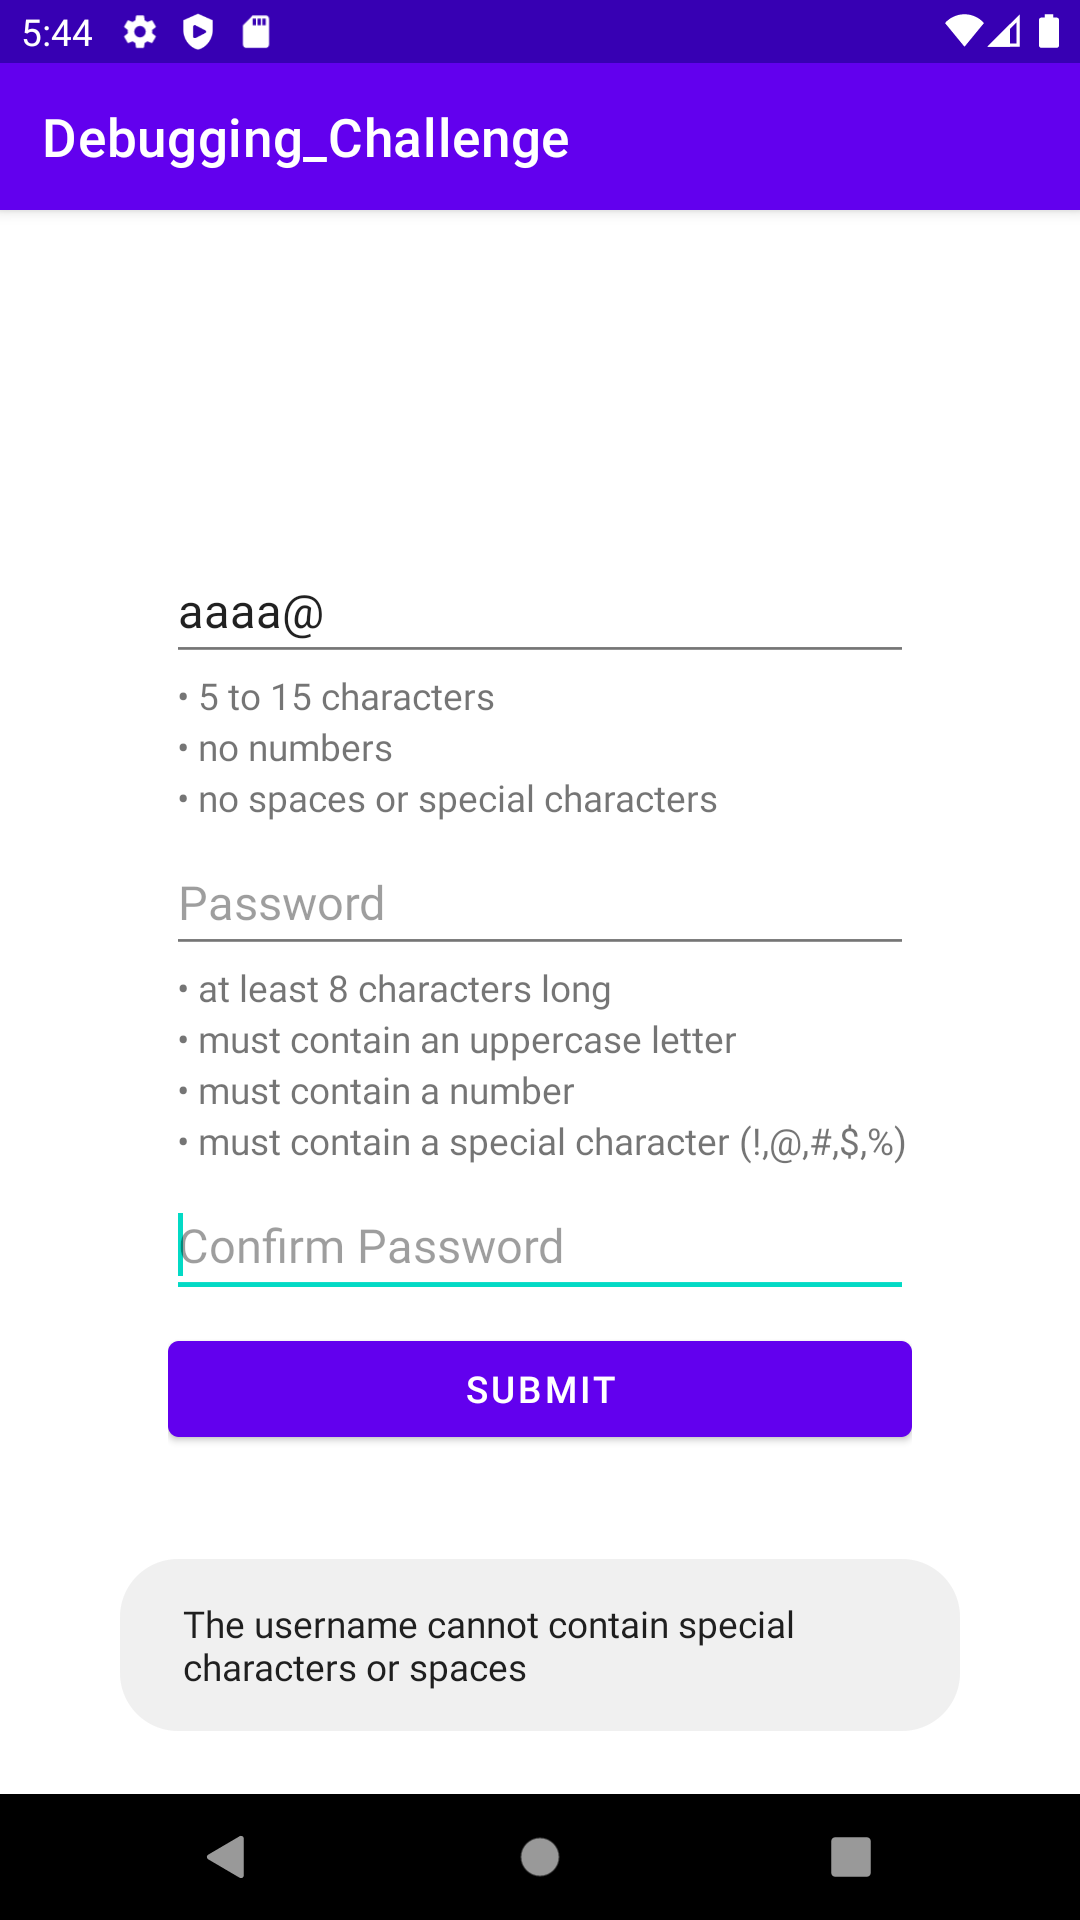 5:44
Debugging_Challenge
aaaa@
• 5 to 15 characters
• no numbers
• no spaces or special characters
Password
• at least 8 characters long
• must contain an uppercase letter
• must contain a number
• must contain a special character (!,@,#,$,%)
Confirm Password
SUBMIT
The username cannot contain special
characters or spaces